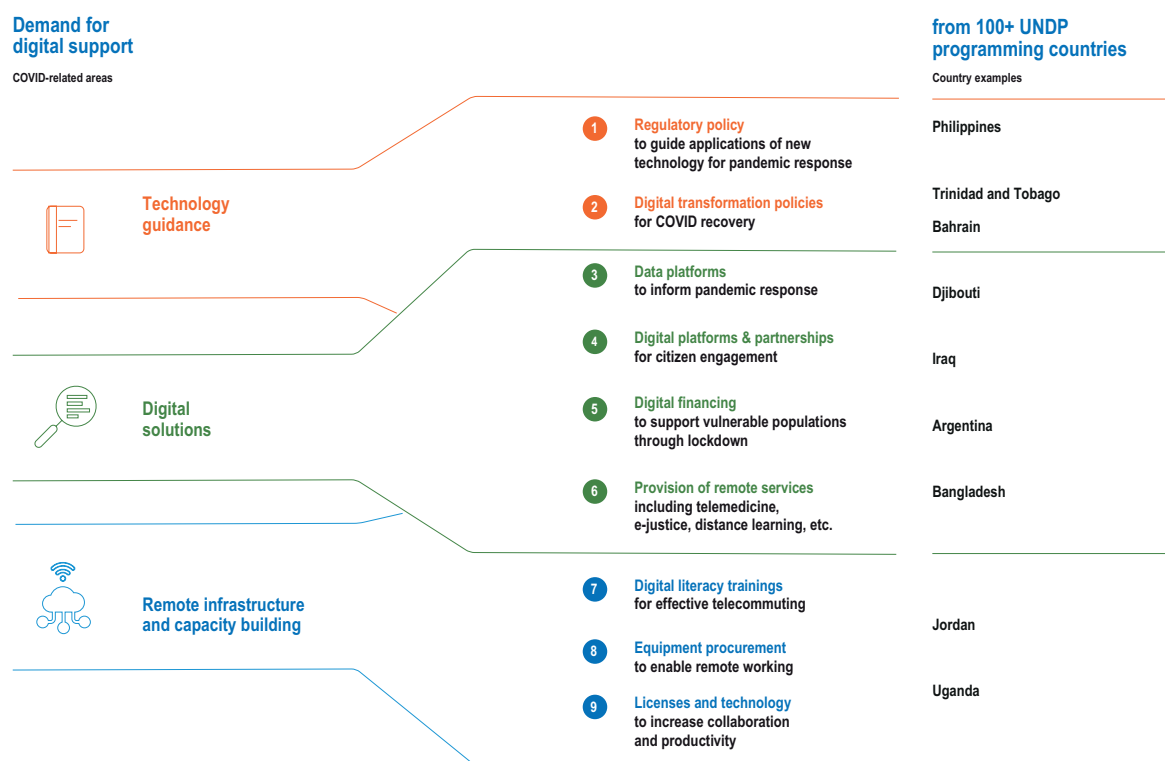 Demand for
digital support
COVID-related areas
from 100+ UNDP
programming countries
Country examples
Technology
guidance
1
Regulatory policy
to guide applications of new
technology for pandemic response
Philippines
2
Digital transformation policies
for COVID recovery
Trinidad and Tobago
Bahrain
Digital
solutions
3
Data platforms
to inform pandemic response
Djibouti
4
Digital platforms & partnerships
for citizen engagement
Iraq
5
Digital financing
to support vulnerable populations
through lockdown
Argentina
6
Provision of remote services
including telemedicine,
e-justice, distance learning, etc.
Bangladesh
Remote infrastructure
and capacity building
7
Digital literacy trainings
for effective telecommuting
Jordan
8
Equipment procurement
to enable remote working
Uganda
9
Licenses and technology
to increase collaboration
and productivity